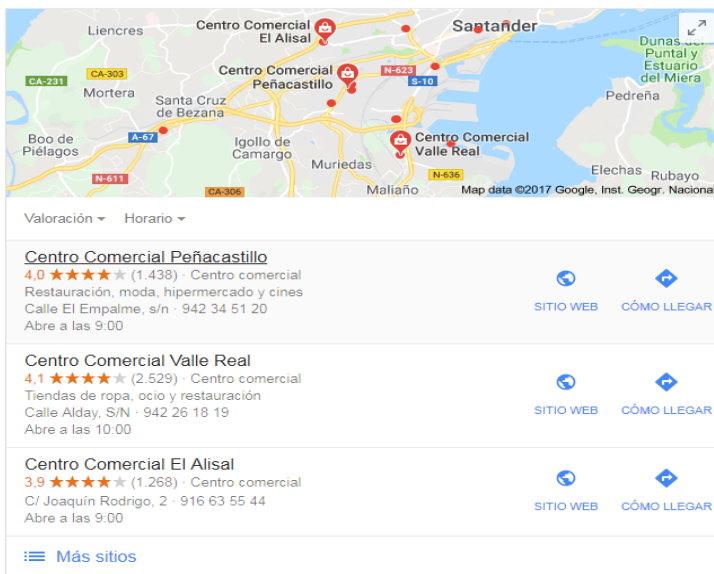 Liencres
Centro Comercial
El Alisal
Santander
Dunas de
Puntal y
Estuario
del Miera
CA-231
CA-303
Mortera
Centro Comercial
Peñacastillo
N-623
S-10
Santa Cruz
de Bezana
Pedreña
Boo de
Piélagos
A-67
Igollo de
Camargo
Centro Comercial
Valle Real
Muriedas
N-611
CA-306
Maliaño
N-636
Elechas
Rubayo
Map data ©2017 Google, Inst. Geogr. Nacional
Valoración Horario
Centro Comercial Peñacastillo
4,0 (1.438) · Centro comercial
Restauración, moda, hipermercado y cines
Calle El Empalme, s/n · 942 34 51 20
Abre a las 9:00
SITIO WEB CÓMO LLEGAR
Centro Comercial Valle Real
4,1 (2.529) · Centro comercial
Tiendas de ropa, ocio y restauración
Calle Alday, S/N · 942 26 18 19
Abre a las 10:00
SITIO WEB CÓMO LLEGAR
Centro Comercial El Alisal
3,9 (1.268) · Centro comercial
C/ Joaquín Rodrigo, 2 · 916 63 55 44
Abre a las 9:00
SITIO WEB CÓMO LLEGAR
Más sitios